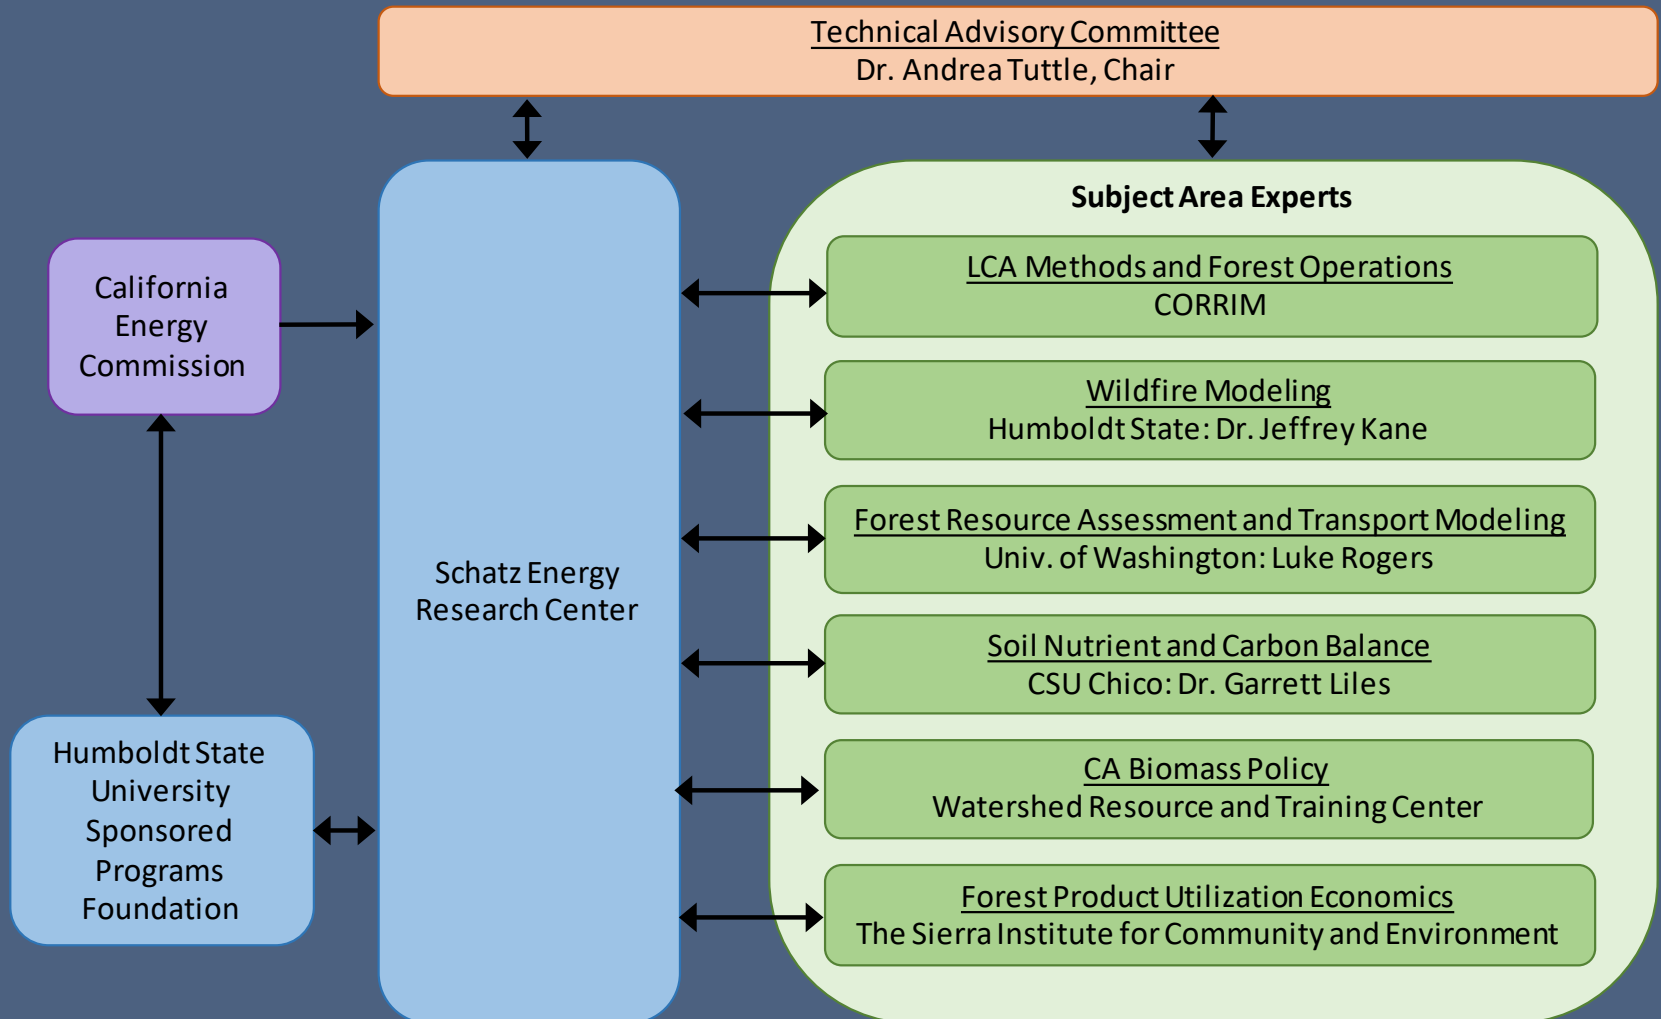 Technical Advisory Committee
Dr. Andrea Tuttle, Chair
California
Energy
Commission
Humboldt State
University
Sponsored
Programs
Foundation
Schatz Energy
Research Center
Subject Area Experts
LCA Methods and Forest Operations
CORRIM
Wildfire Modeling
Humboldt State: Dr. Jeffrey Kane
Forest Resource Assessment and Transport Modeling
Univ. of Washington: Luke Rogers
Soil Nutrient and Carbon Balance
CSU Chico: Dr. Garrett Liles
CA Biomass Policy
Watershed Resource and Training Center
Forest Product Utilization Economics
The Sierra Institute for Community and Environment